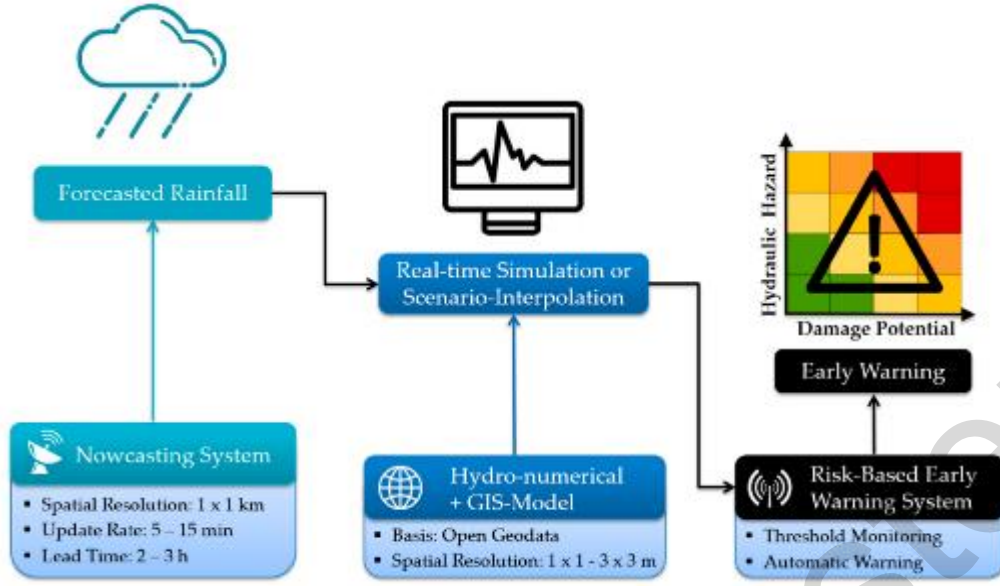 Forecasted Rainfall
Real-time Simulation or
Scenario-Interpolation
Hydraulic Hazard
Damage Potential
Early Warning
Nowcasting System
▪ Spatial Resolution: 1 x 1 km
▪ Update Rate: 5 – 15 min
▪ Lead Time: 2 – 3 h
Hydro-numerical
+ GIS-Model
▪ Basis: Open Geodata
▪ Spatial Resolution: 1 x 1 - 3 x 3 m
Risk-Based Early
Warning System
▪ Threshold Monitoring
▪ Automatic Warning